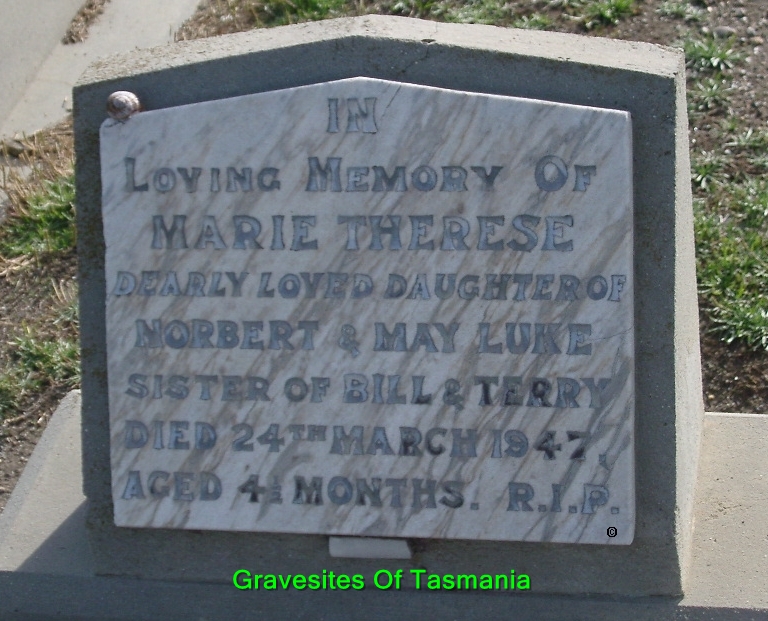 IN
LOVING MEMORY OF
MARIE THERESE
DEARLY LOVED DAUGHTER OF
NORBERT & MAY LUKE
SISTER OF BILL & TERRY
DIED 24TH MARCH 1947,
AGED 4½ MONTHS. R.I.P.
©
Gravesites Of Tasmania